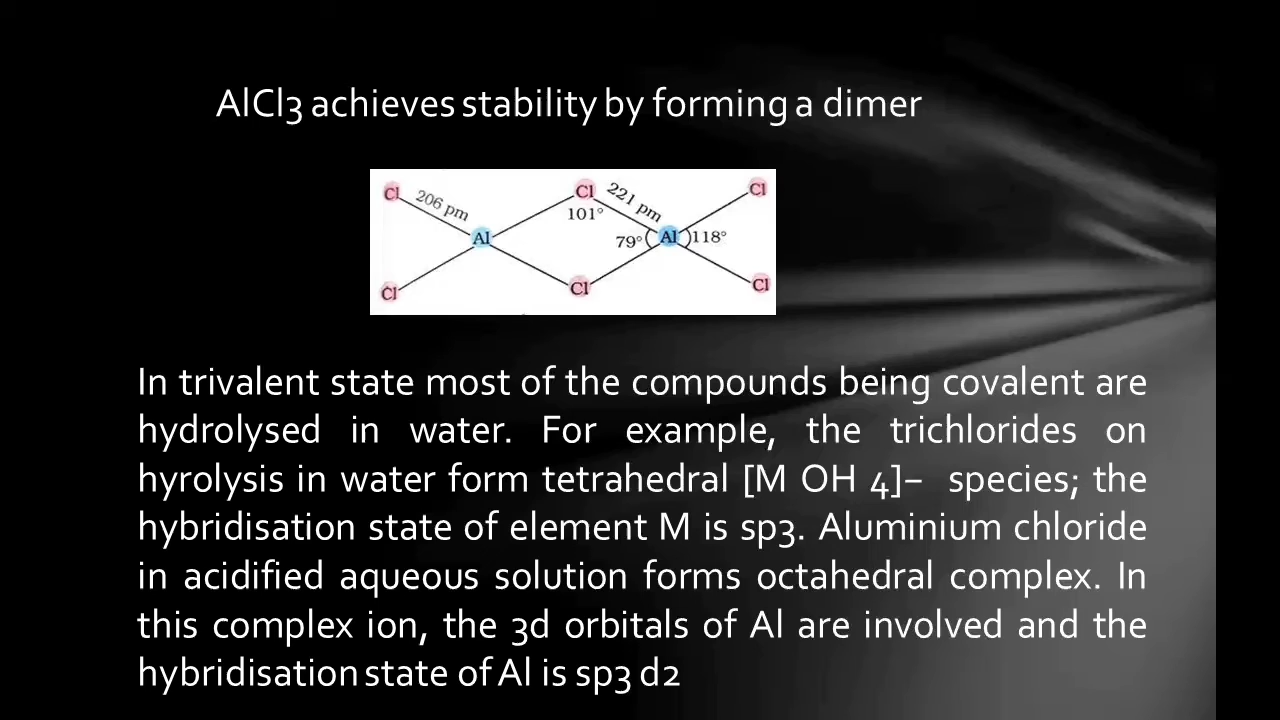 AlCl3 achieves stability by forming a dimer
Cl 206 pm Cl 221 pm Cl
101°
Al 79° Al 118°
Cl Cl Cl
In trivalent state most of the compounds being covalent are
hydrolysed in water. For example, the trichlorides on
hyrolysis in water form tetrahedral [M OH 4]− species; the
hybridisation state of element M is sp3. Aluminium chloride
in acidified aqueous solution forms octahedral complex. In
this complex ion, the 3d orbitals of Al are involved and the
hybridisation state of Al is sp3 d2